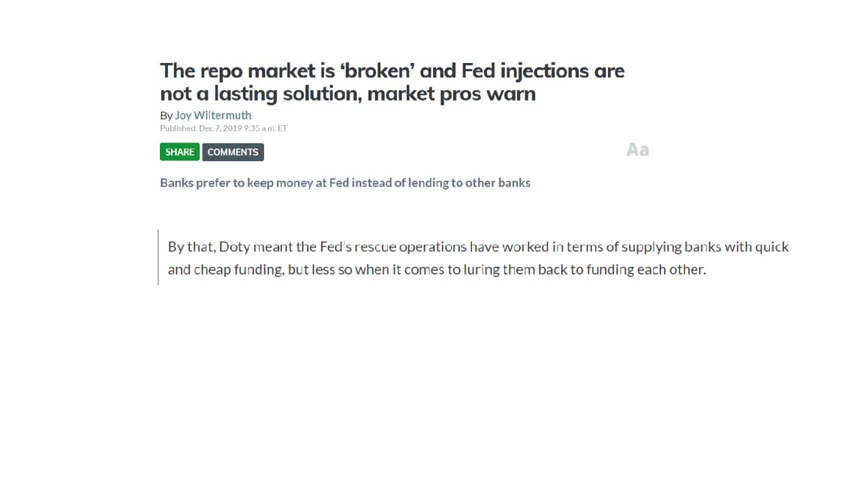 The repo market is ‘broken’ and Fed injections are
not a lasting solution, market pros warn
By Joy Wiltermuth
Published: Dec 7, 2019 9:35 a.m. ET
SHARE COMMENTS
Aa
Banks prefer to keep money at Fed instead of lending to other banks
By that, Doty meant the Fed’s rescue operations have worked in terms of supplying banks with quick
and cheap funding, but less so when it comes to luring them back to funding each other.